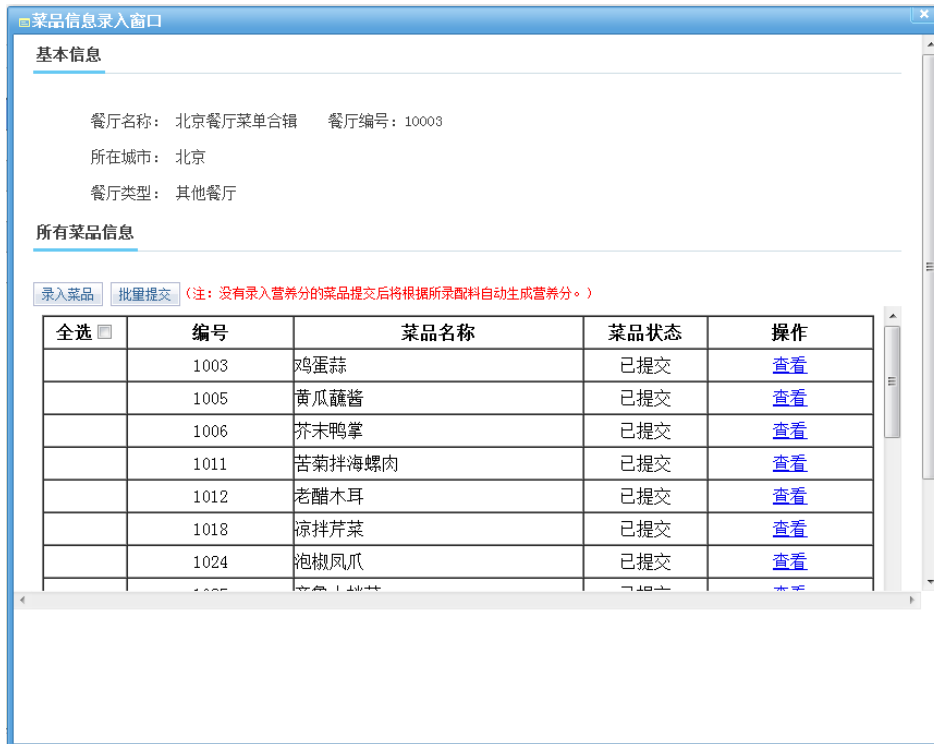 菜品信息录入窗口
基本信息
餐厅名称： 北京餐厅菜单合辑 餐厅编号：10003
所在城市： 北京
餐厅类型： 其他餐厅
所有菜品信息
录入菜品 批量提交 （注：没有录入营养分的菜品提交后将根据所录配料自动生成营养分。）
全选 编号 菜品名称 菜品状态 操作
1003 鸡蛋蒜 已提交 查看
1005 黄瓜蘸酱 已提交 查看
1006 芥末鸭掌 已提交 查看
1011 苦菊拌海螺肉 已提交 查看
1012 老醋木耳 已提交 查看
1018 凉拌芹菜 已提交 查看
1024 泡椒凤爪 已提交 查看